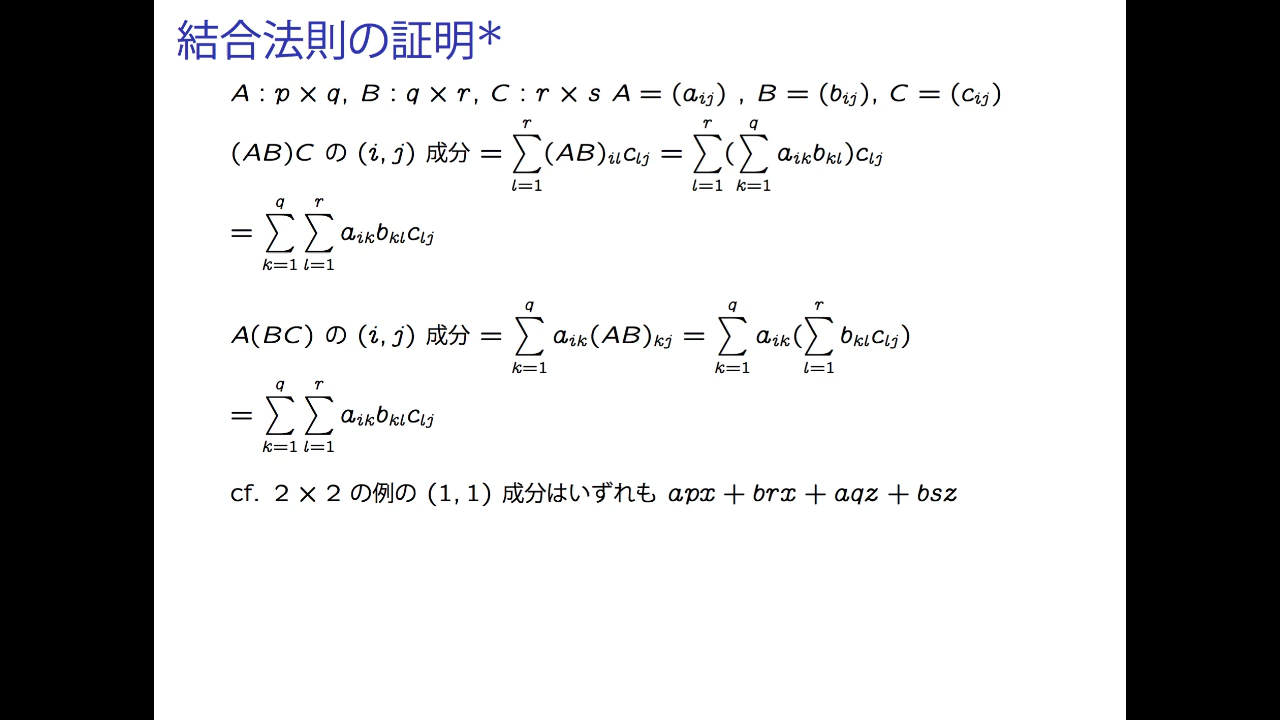 結合法則の証明*
A : p × q, B : q × r, C : r × s A = (a_{ij}) , B = (b_{ij}), C = (c_{ij})
(AB)C の (i, j) 成分 = \sum_{l=1}^{r} (AB)_{il}c_{lj} = \sum_{l=1}^{r} ( \sum_{k=1}^{q} a_{ik}b_{kl})c_{lj}
= \sum_{k=1}^{q} \sum_{l=1}^{r} a_{ik}b_{kl}c_{lj}
A(BC) の (i, j) 成分 = \sum_{k=1}^{q} a_{ik}(AB)_{kj} = \sum_{k=1}^{q} a_{ik}( \sum_{l=1}^{r} b_{kl}c_{lj})
= \sum_{k=1}^{q} \sum_{l=1}^{r} a_{ik}b_{kl}c_{lj}
cf. 2 × 2 の例の (1, 1) 成分はいずれも apx + brx + aqz + bsz